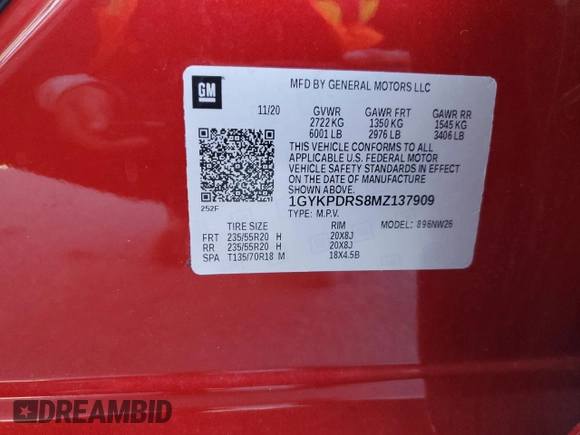 GM
MFD BY GENERAL MOTORS LLC
11/20 GVWR GAWR FRT GAWR RR
2722 KG 1350 KG 1545 KG
6001 LB 2976 LB 3406 LB
THIS VEHICLE CONFORMS TO ALL
APPLICABLE U.S. FEDERAL MOTOR
VEHICLE SAFETY STANDARDS IN EFFECT
ON THE DATE OF MANUFACTURE
SHOWN ABOVE.
252F
1GYKPDRS8MZ137909
TYPE: M.P.V. MODEL: 896NW26
TIRE SIZE RIM
FRT 235/55R20 H 20X8J
RR 235/55R20 H 20X8J
SPA T135/70R18 M 18X4.5B
DREAMBID